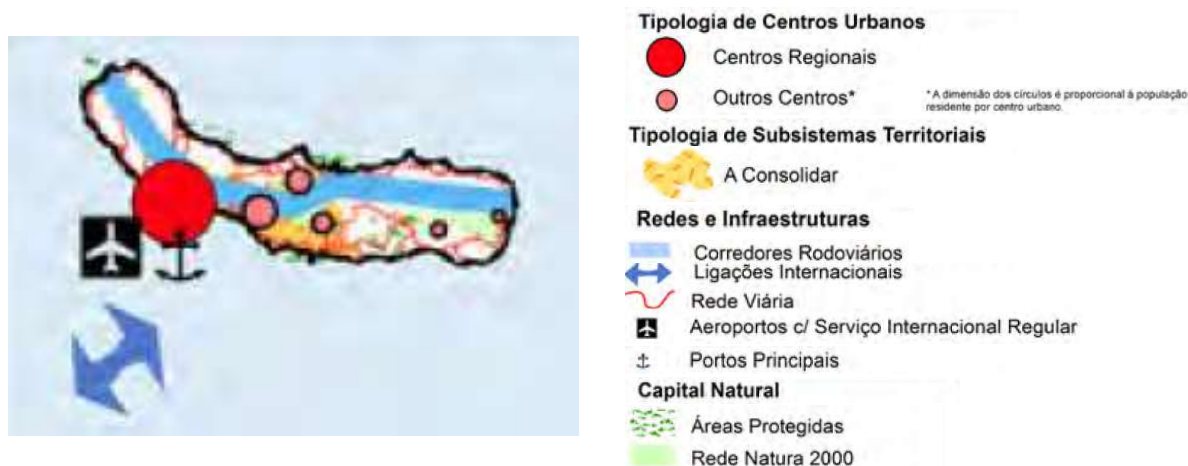 Tipologia de Centros Urbanos
Centros Regionais
Outros Centros*
* A dimensão dos círculos é proporcional à população
residente por centro urbano.
Tipologia de Subsistemas Territoriais
A Consolidar
Redes e Infraestruturas
Corredores Rodoviários
Ligações Internacionais
Rede Viária
Aeroportos c/ Serviço Internacional Regular
Portos Principais
Capital Natural
Áreas Protegidas
Rede Natura 2000